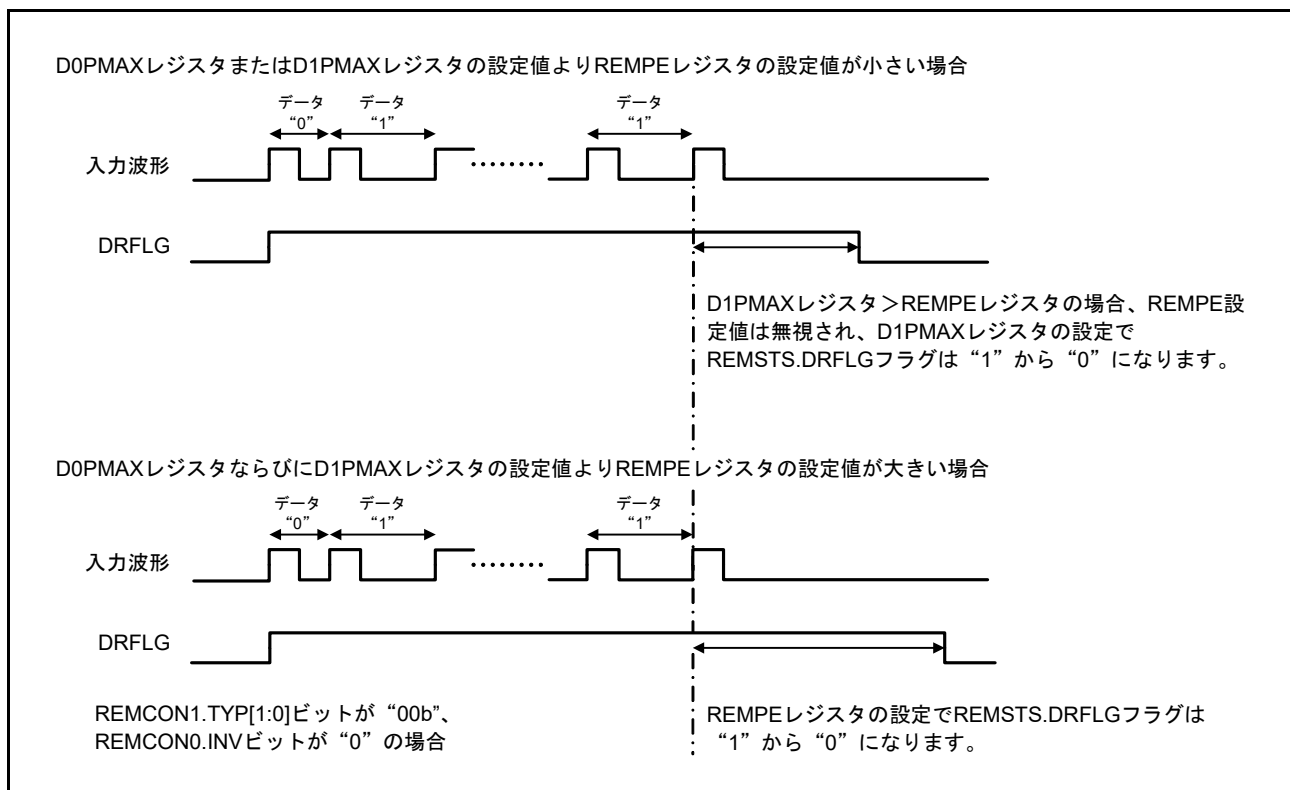 D0PMAXレジスタまたはD1PMAXレジスタの設定値よりREMPEレジスタの設定値が小さい場合
データ “0”
データ “1”
データ “1”
入力波形
DRFLG
D1PMAXレジスタ＞REMPEレジスタの場合、REMPE設
定値は無視され、D1PMAXレジスタの設定で
REMSTS.DRFLGフラグは “1” から “0” になります。
D0PMAXレジスタならびにD1PMAXレジスタの設定値よりREMPEレジスタの設定値が大きい場合
データ “0”
データ “1”
データ “1”
入力波形
DRFLG
REMCON1.TYP[1:0]ビットが “00b”、
REMCON0.INVビットが “0” の場合
REMPEレジスタの設定でREMSTS.DRFLGフラグは
“1” から “0” になります。